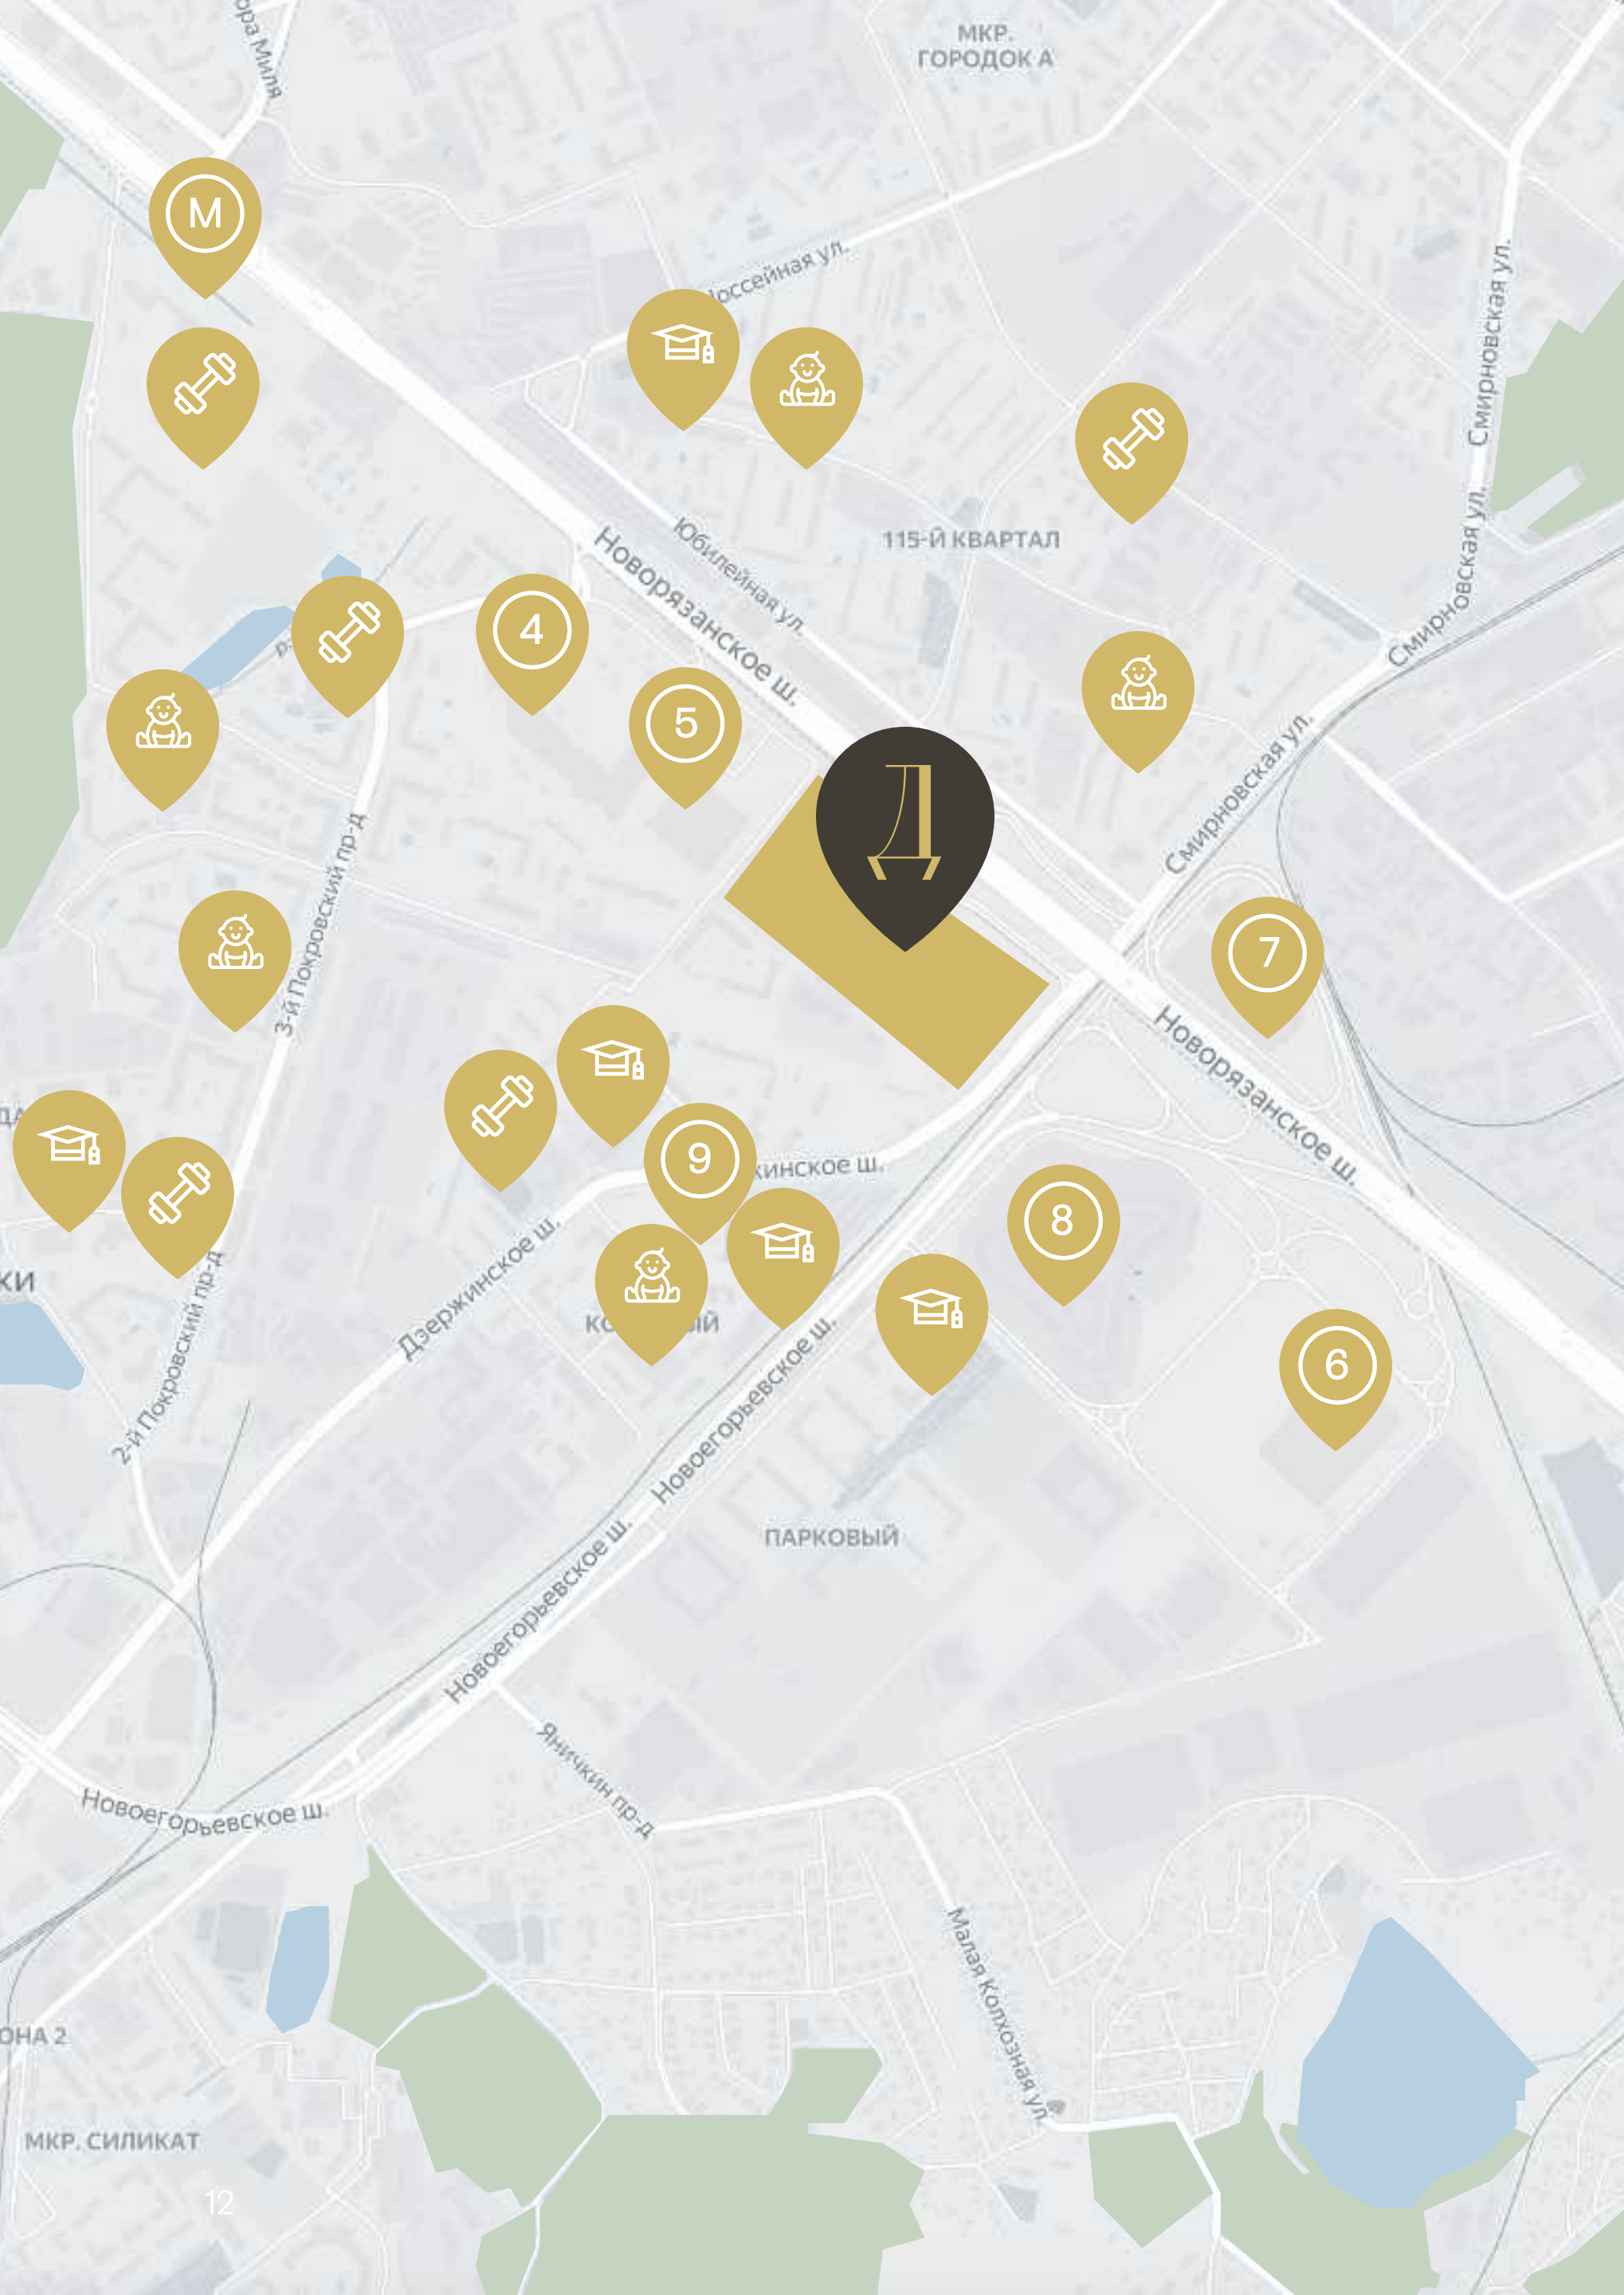 МКР.
ГОРОДОК А
М
Юбилейная ул.
115-Й КВАРТАЛ
Смирновская ул.
Смирновская ул.
Новорязанское ш.
4
5
Д
Смирновская ул.
7
3-й Покровский пр-д
Новорязанское ш.
9
8
6
Дзержинское ш.
2-й Покровский пр-д
Новоегорьевское ш.
ПАРКОВЫЙ
Новоегорьевское ш.
Яничкин пр-д
Новоегорьевское ш.
Малая Колхозная ул.
ОНА 2
МКР. СИЛИКАТ
12